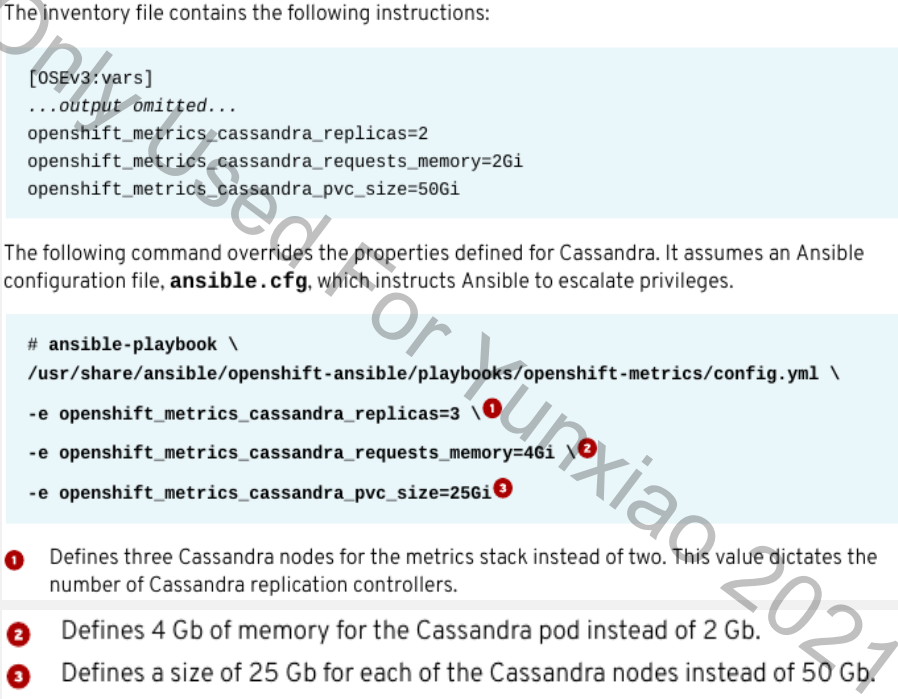 The inventory file contains the following instructions:
[OSEv3:vars]
...output omitted...
openshift_metrics_cassandra_replicas=2
openshift_metrics_cassandra_requests_memory=2Gi
openshift_metrics_cassandra_pvc_size=50Gi
The following command overrides the properties defined for Cassandra. It assumes an Ansible
configuration file, ansible.cfg, which instructs Ansible to escalate privileges.
# ansible-playbook \
/usr/share/ansible/openshift-ansible/playbooks/openshift-metrics/config.yml \
-e openshift_metrics_cassandra_replicas=3 \ 1
-e openshift_metrics_cassandra_requests_memory=4Gi \ 2
-e openshift_metrics_cassandra_pvc_size=25Gi 3
1 Defines three Cassandra nodes for the metrics stack instead of two. This value dictates the
number of Cassandra replication controllers.
2 Defines 4 Gb of memory for the Cassandra pod instead of 2 Gb.
3 Defines a size of 25 Gb for each of the Cassandra nodes instead of 50 Gb.
Only Used For Yunxiao 2021